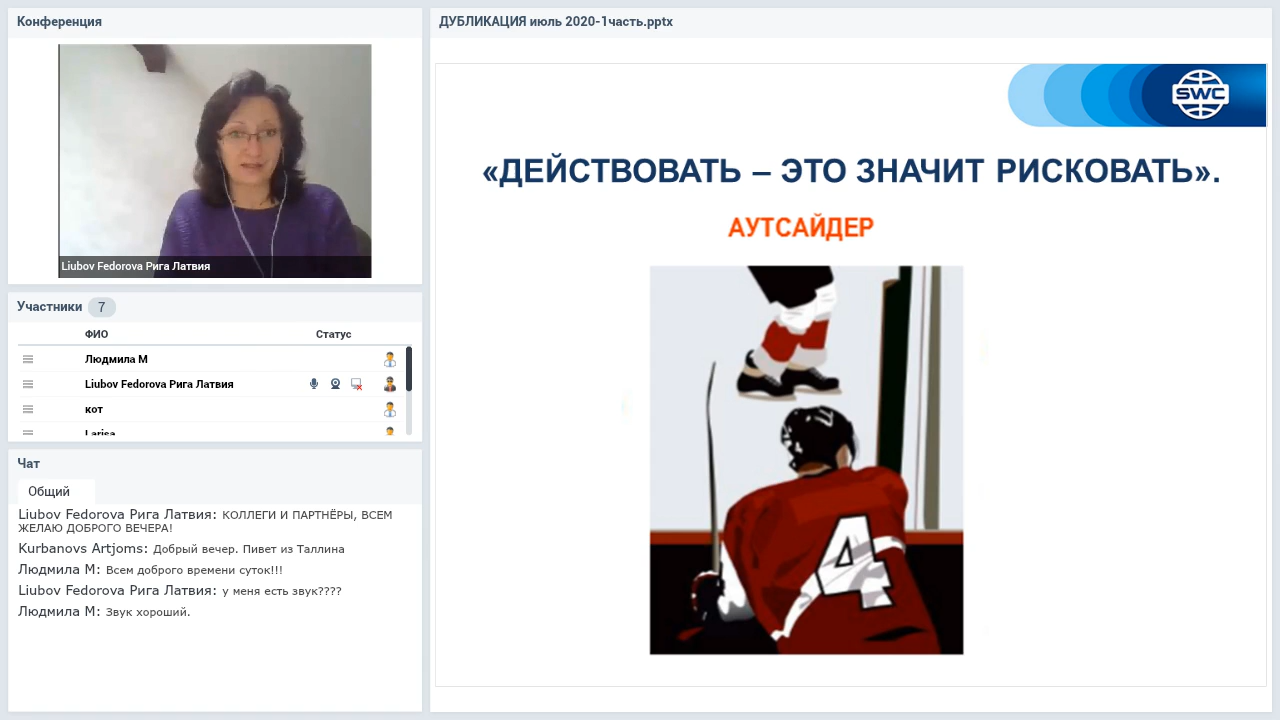 Конференция
Liubov Fedorova Рига Латвия
Участники 7
ФИО Статус
Людмила М
Liubov Fedorova Рига Латвия
кот
Larisa
Чат
Общий
Liubov Fedorova Рига Латвия: КОЛЛЕГИ И ПАРТНЁРЫ, ВСЕМ
ЖЕЛАЮ ДОБРОГО ВЕЧЕРА!
Kurbanovs Artjoms: Добрый вечер. Пивет из Таллина
Людмила М: Всем доброго времени суток!!!
Liubov Fedorova Рига Латвия: у меня есть звук????
Людмила М: Звук хороший.
ДУБЛИКАЦИЯ июль 2020-1часть.pptx
SWC
«ДЕЙСТВОВАТЬ – ЭТО ЗНАЧИТ РИСКОВАТЬ».
АУТСАЙДЕР
4